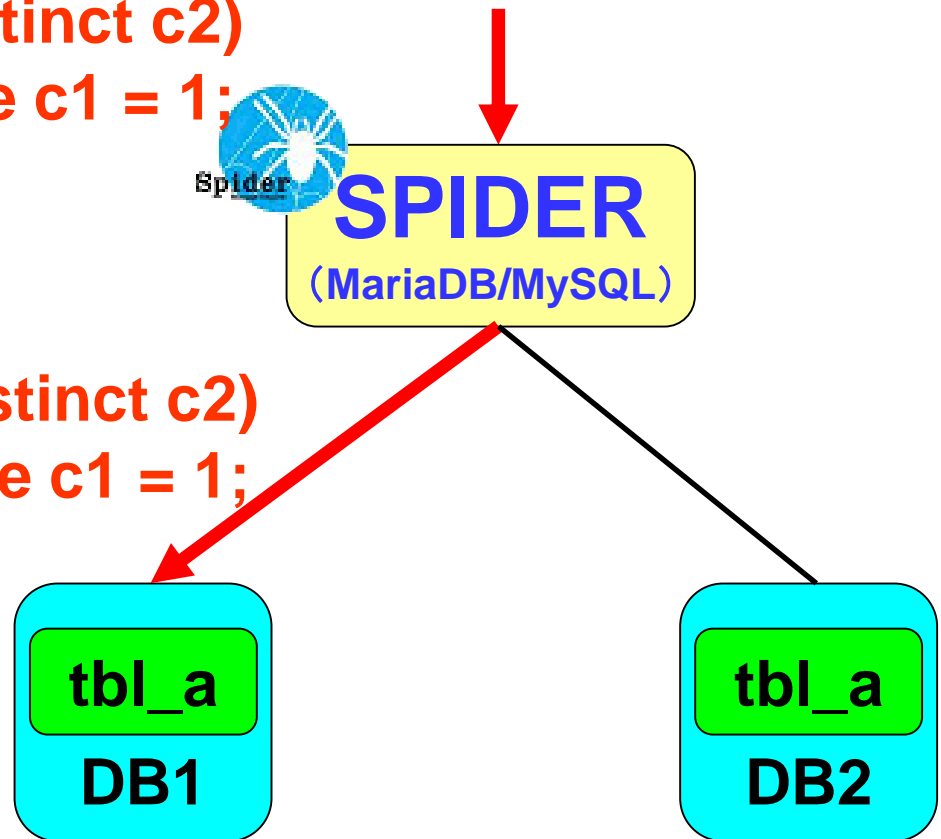 tinct c2)
e c1 = 1;
Spider
SPIDER
（MariaDB/MySQL）
stinct c2)
e c1 = 1;
tbl_a
DB1
tbl_a
DB2